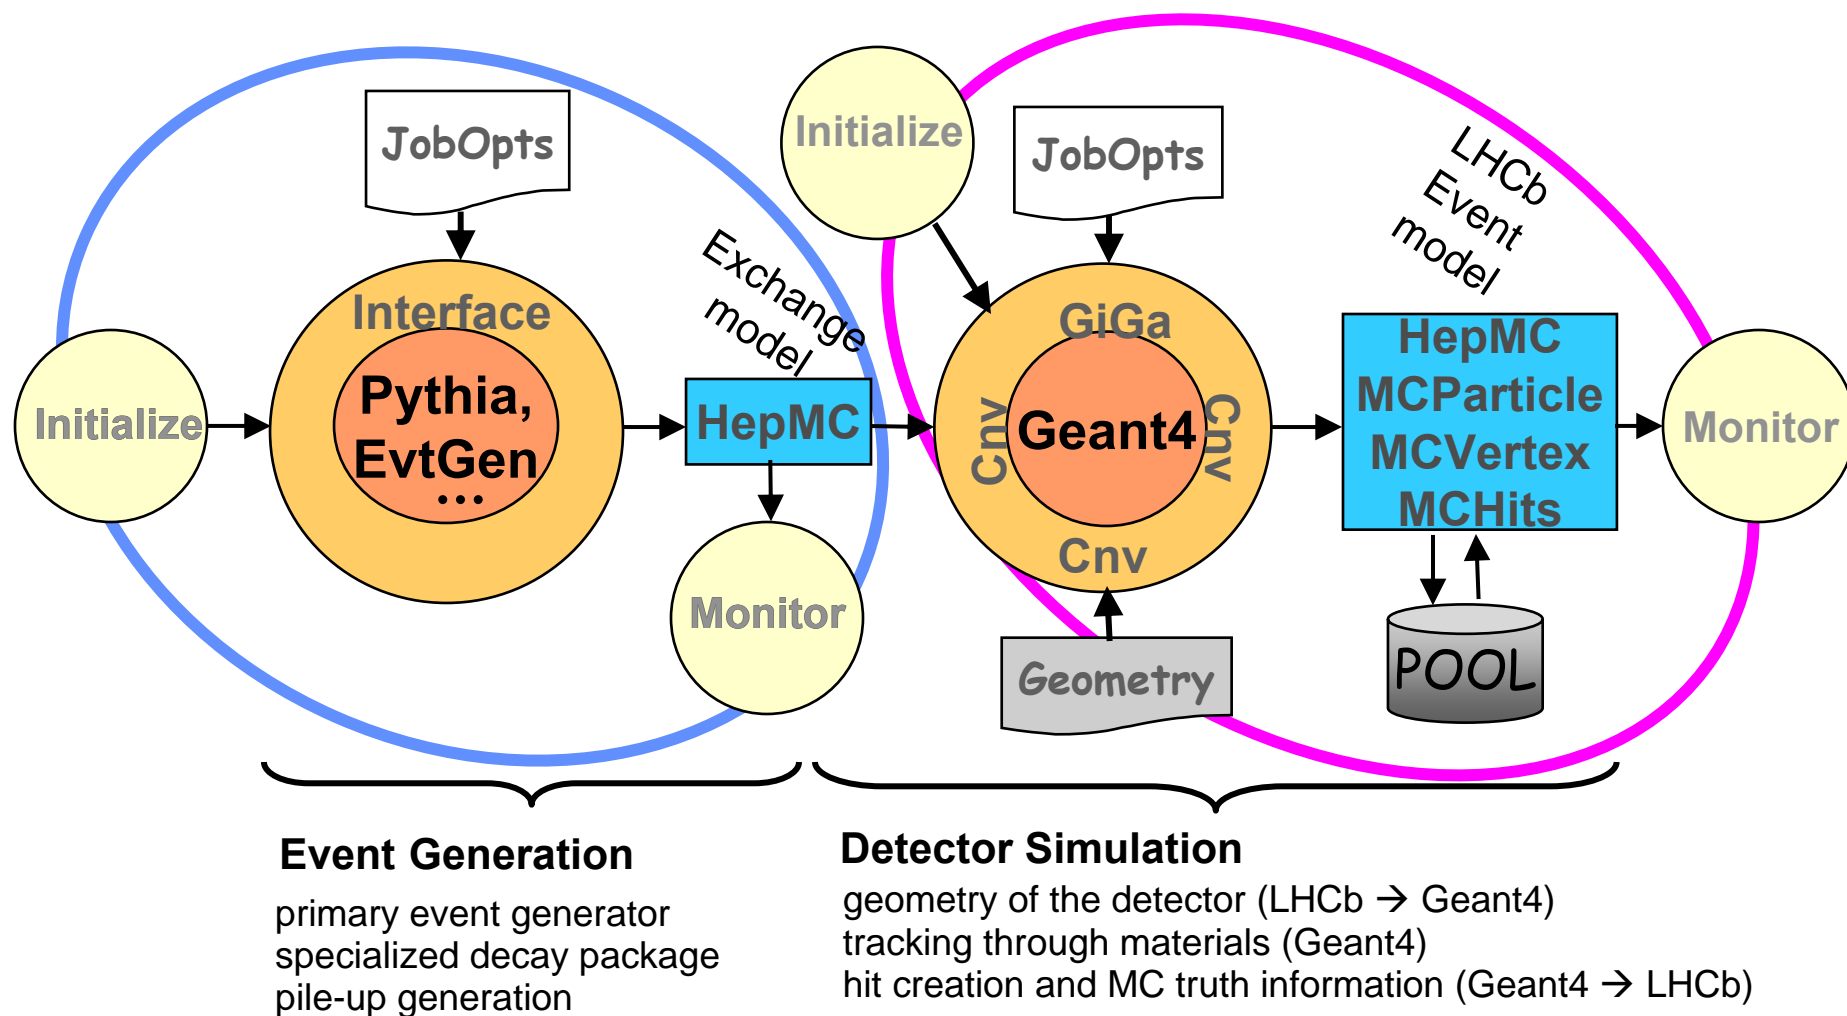 Initialize
JobOpts
Interface
Pythia,
EvtGen
...
Exchange
model
HepMC
Monitor
Initialize
JobOpts
GiGa
Cnv
Geant4
Cnv
Cnv
Geometry
LHCb
Event
model
HepMC
MCParticle
MCVertex
MCHits
POOL
Monitor
Event Generation
primary event generator
specialized decay package
pile-up generation
Detector Simulation
geometry of the detector (LHCb → Geant4)
tracking through materials (Geant4)
hit creation and MC truth information (Geant4 → LHCb)